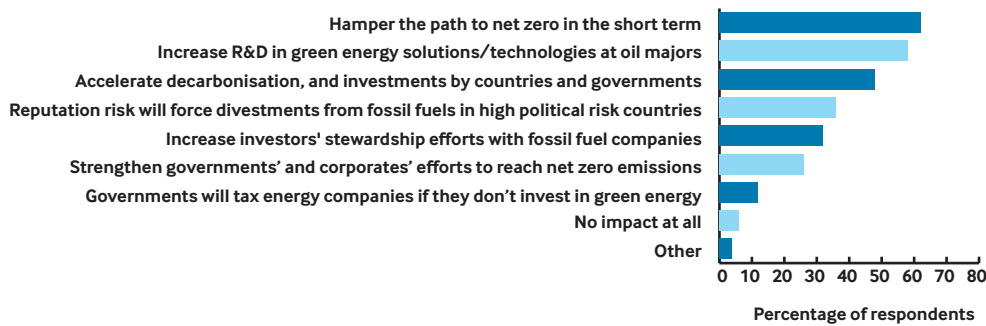 Hamper the path to net zero in the short term
Increase R&D in green energy solutions/technologies at oil majors
Accelerate decarbonisation, and investments by countries and governments
Reputation risk will force divestments from fossil fuels in high political risk countries
Increase investors' stewardship efforts with fossil fuel companies
Strengthen governments’ and corporates’ efforts to reach net zero emissions
Governments will tax energy companies if they don’t invest in green energy
No impact at all
Other
0 10 20 30 40 50 60 70 80
Percentage of respondents